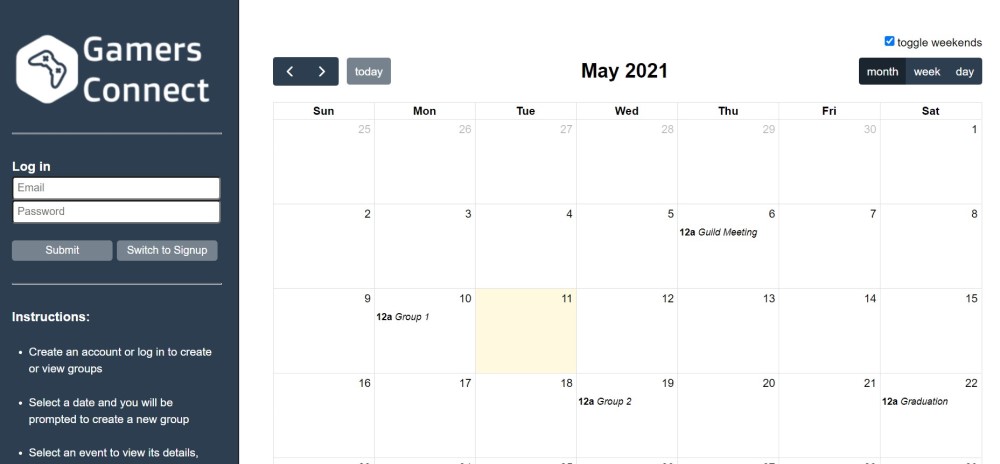 Gamers
Connect
Log in
Email
Password
Submit Switch to Signup
Instructions:
• Create an account or log in to create
or view groups
• Select a date and you will be
prompted to create a new group
• Select an event to view its details,
toggle weekends
today
May 2021
month week day
Sun Mon Tue Wed Thu Fri Sat
25 26 27 28 29 30 1
2 3 4 5 6 7 8
12a Guild Meeting
9 10 11 12 13 14 15
12a Group 1
16 17 18 19 20 21 22
12a Group 2 12a Graduation